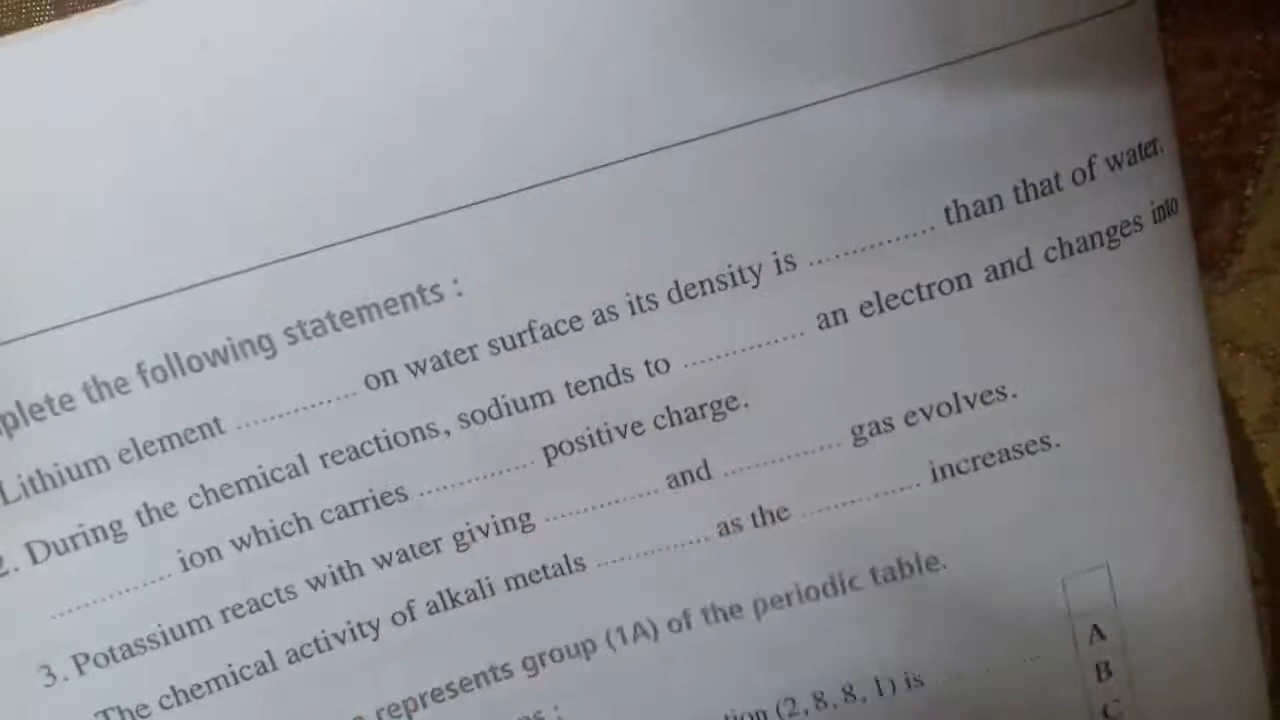 plete the following statements :
Lithium element ............ on water surface as its density is ............ than that of water.
2. During the chemical reactions, sodium tends to ............ an electron and changes into
............ ion which carries ............ positive charge.
3. Potassium reacts with water giving ............ and ............ gas evolves.
The chemical activity of alkali metals ............ as the ............ increases.
represents group (1A) of the periodic table.
(2, 8, 8, 1) is ............
A
B
C